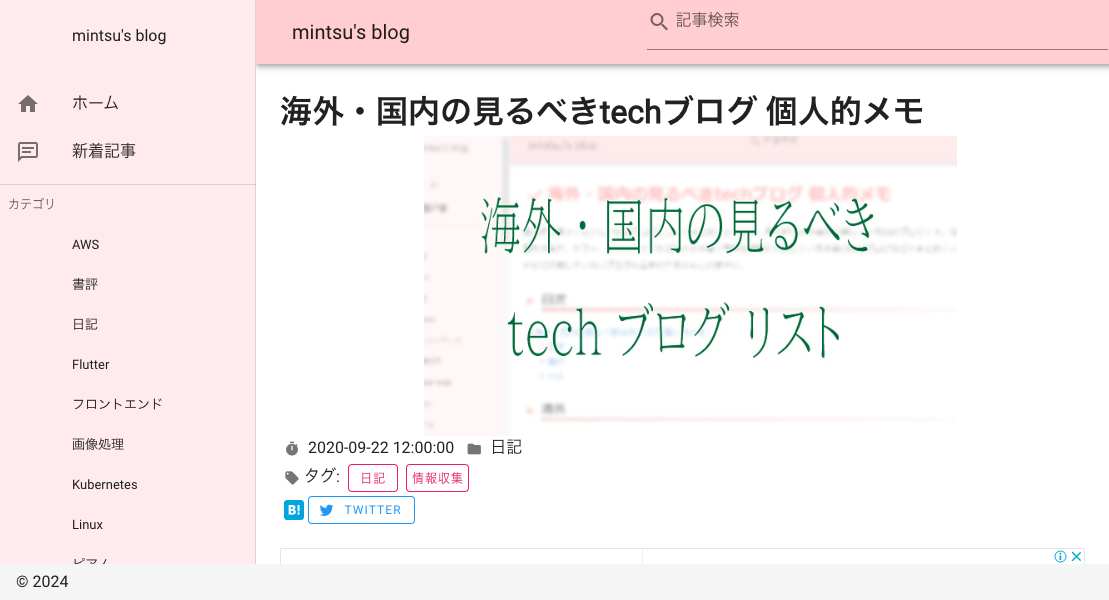 mintsu's blog
ホーム
新着記事
カテゴリ
AWS
書評
日記
Flutter
フロントエンド
画像処理
Kubernetes
Linux
mintsu's blog
記事検索
海外・国内の見るべきtechブログ 個人的メモ
海外・国内の見るべき
tech ブログ リスト
2020-09-22 12:00:00 日記
タグ: 日記 情報収集
B! TWITTER
© 2024